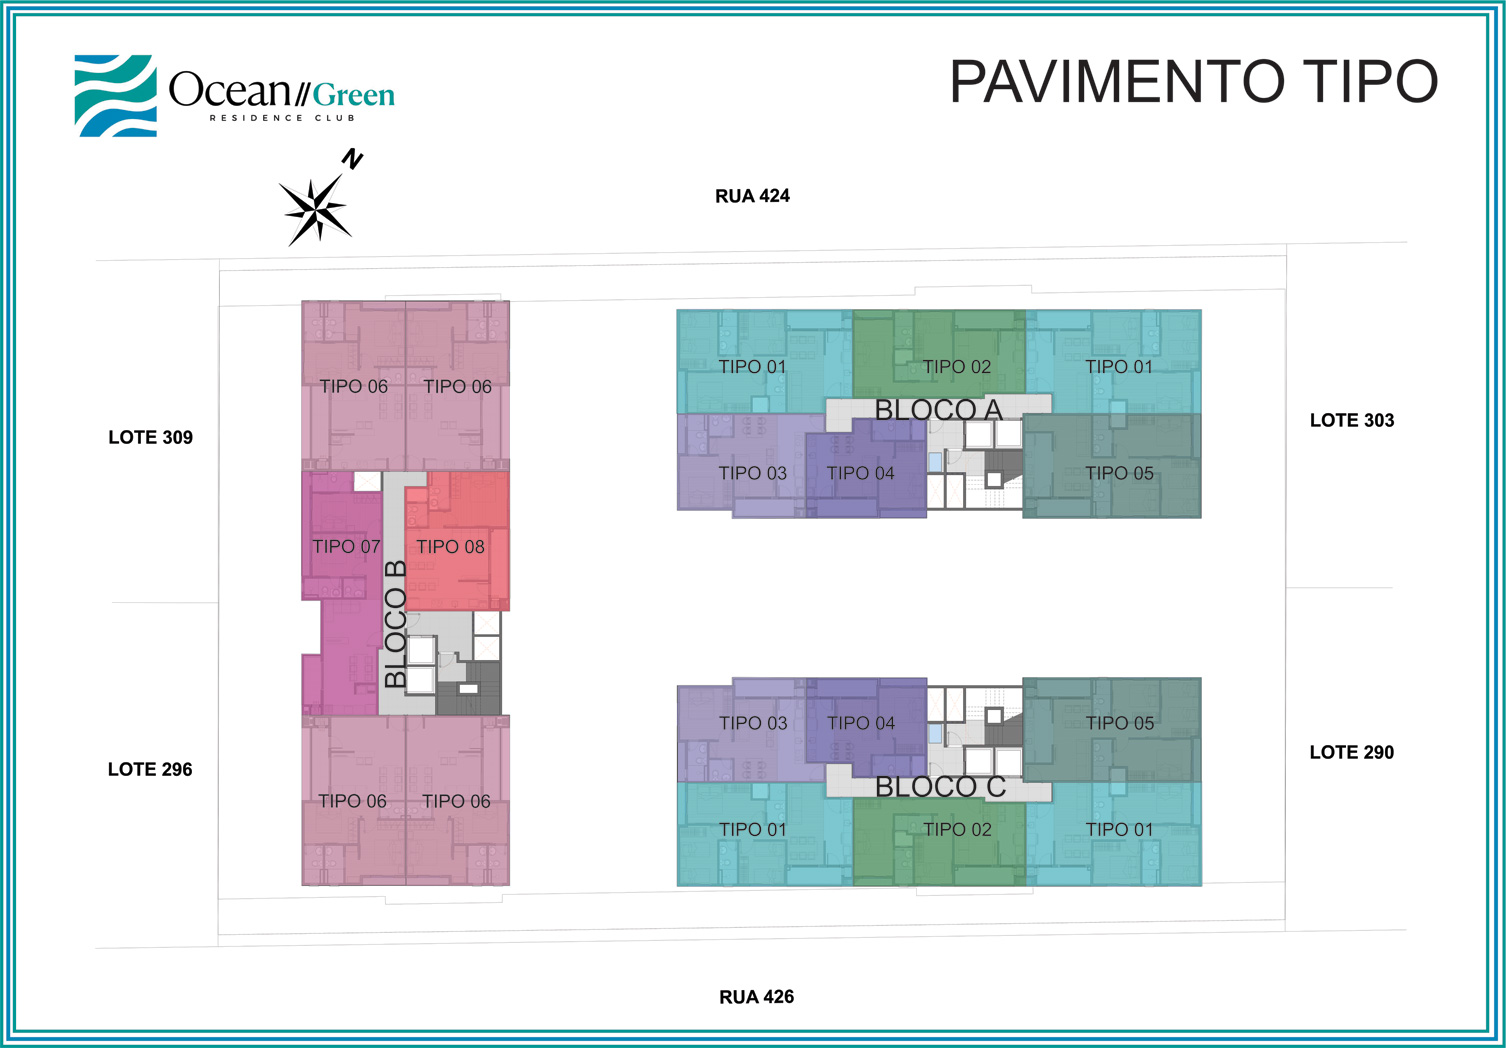 Ocean//Green
RESIDENCE CLUB
PAVIMENTO TIPO
N
RUA 424
LOTE 309
LOTE 296
TIPO 06
TIPO 06
TIPO 07
TIPO 08
BLOCO B
TIPO 06
TIPO 06
TIPO 01
TIPO 02
TIPO 01
BLOCO A
TIPO 03
TIPO 04
TIPO 05
LOTE 303
TIPO 03
TIPO 04
TIPO 05
BLOCO C
TIPO 01
TIPO 02
TIPO 01
LOTE 290
RUA 426